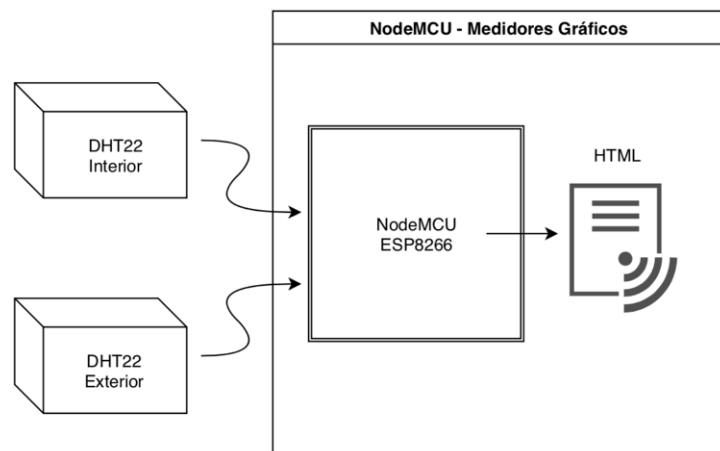 NodeMCU - Medidores Gráficos
DHT22
Interior
HTML
NodeMCU
ESP8266
DHT22
Exterior